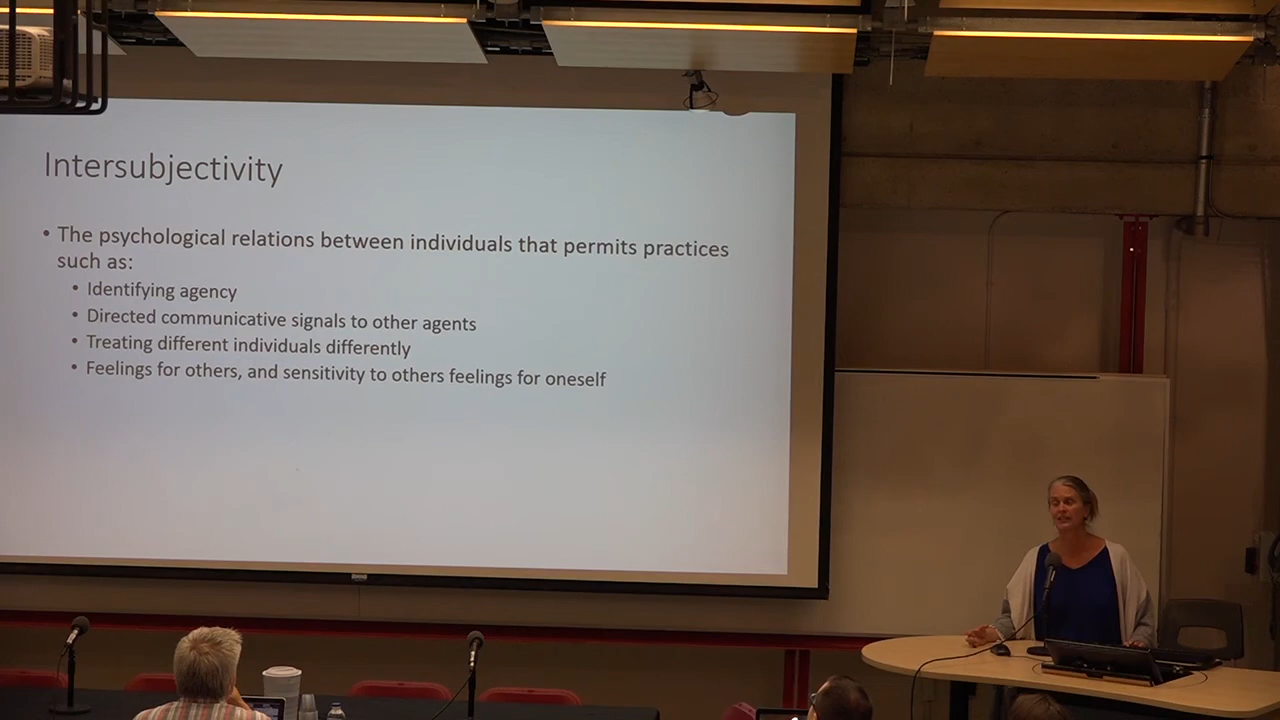 Intersubjectivity
• The psychological relations between individuals that permits practices
such as:
• Identifying agency
• Directed communicative signals to other agents
• Treating different individuals differently
• Feelings for others, and sensitivity to others feelings for oneself